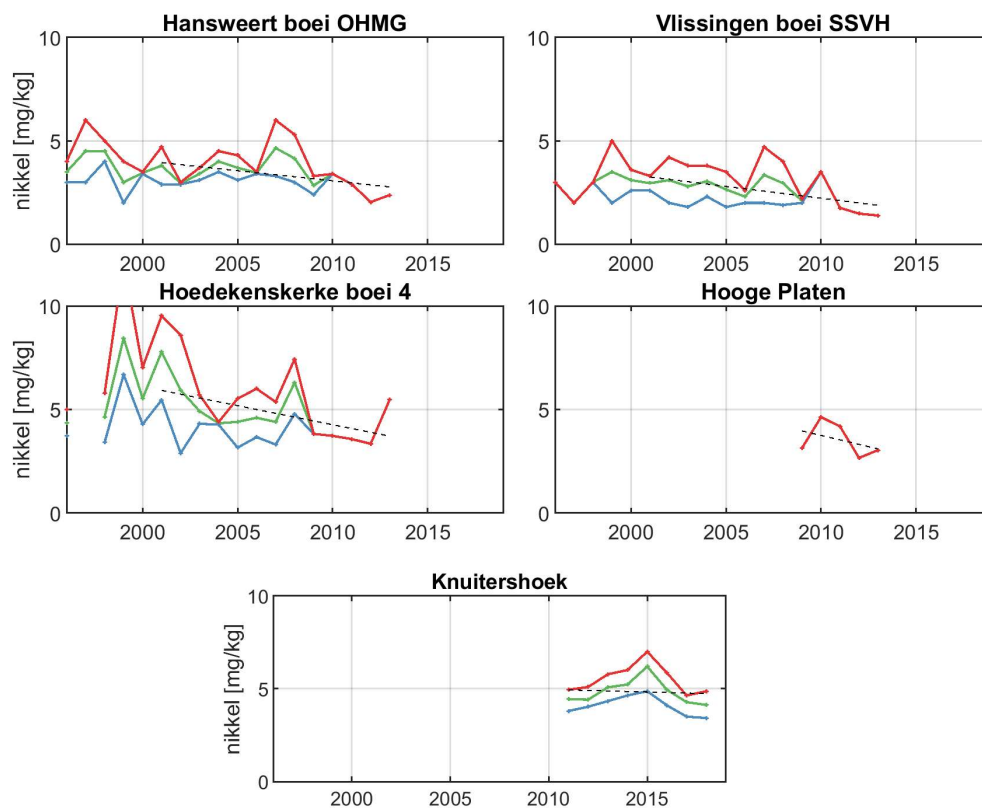 Hansweert boei OHMG
10
5
0
nikkel [mg/kg]
2000 2005 2010 2015
Vlissingen boei SSVH
10
5
0
2000 2005 2010 2015
Hoedekenskerke boei 4
10
5
0
nikkel [mg/kg]
2000 2005 2010 2015
Hooge Platen
10
5
0
2000 2005 2010 2015
Knuitershoek
10
5
0
nikkel [mg/kg]
2000 2005 2010 2015